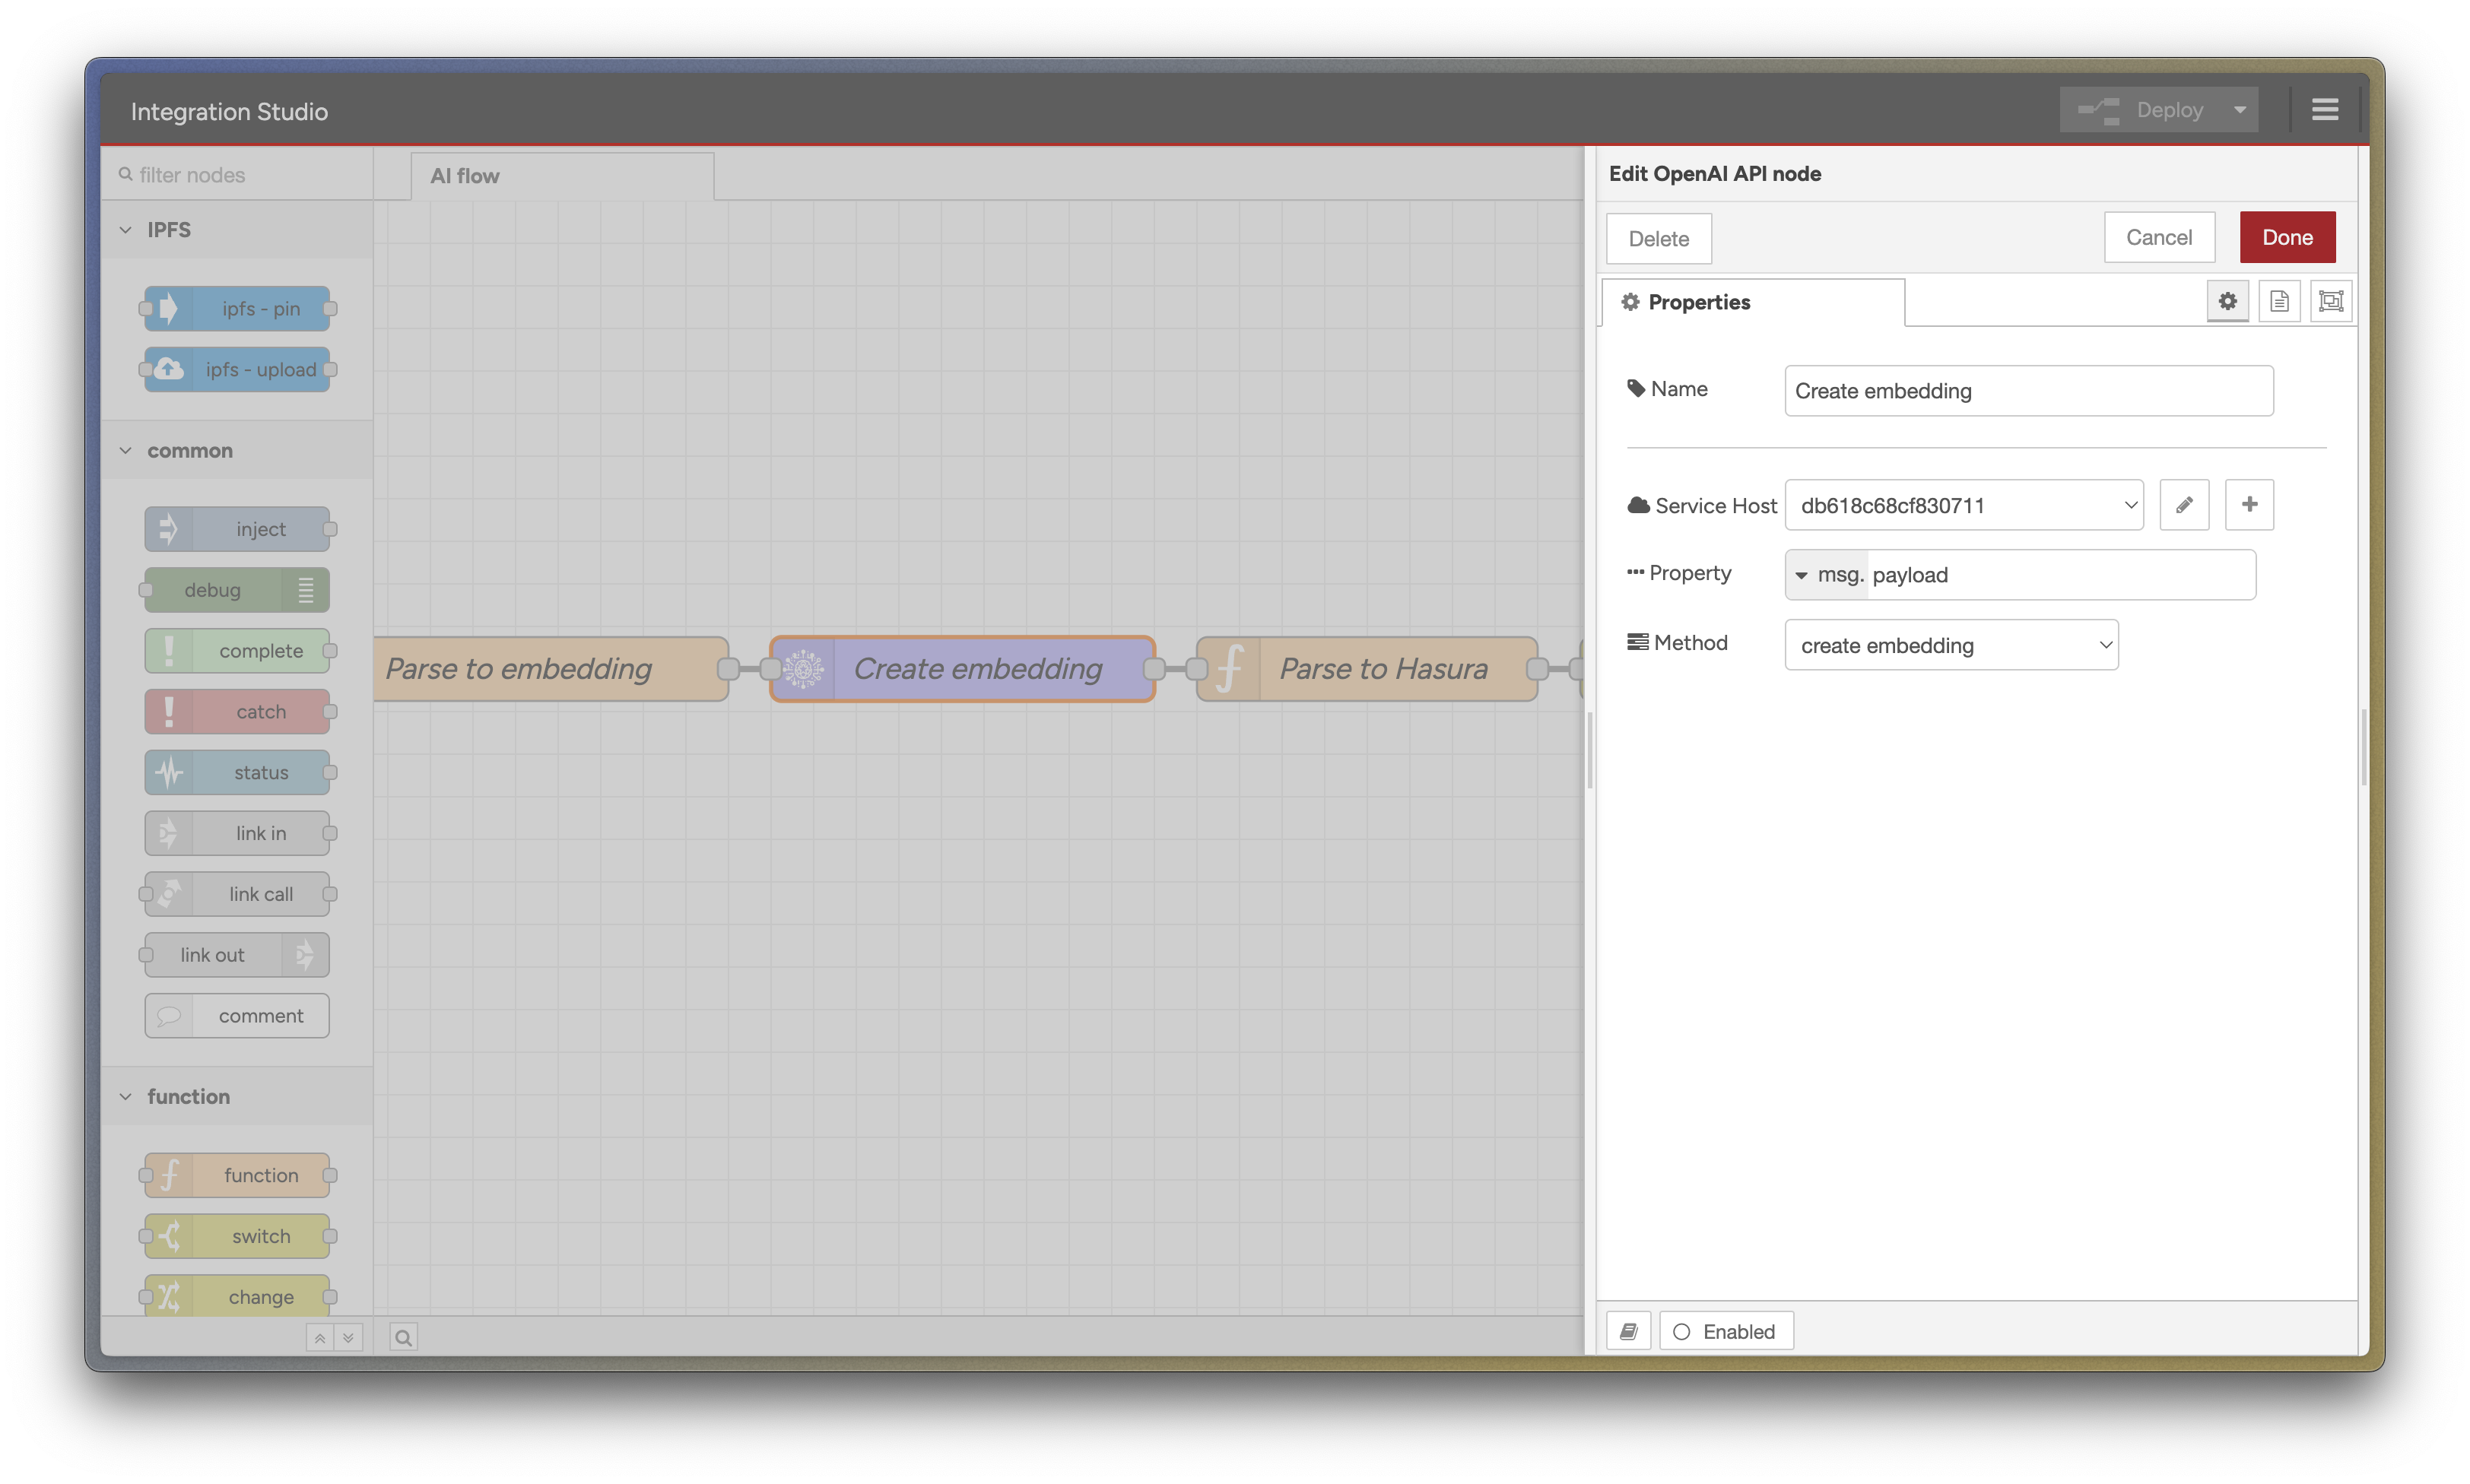 Integration Studio
Deploy
filter nodes
IPFS
ipfs - pin
ipfs - upload
common
inject
debug
complete
catch
status
link in
link call
link out
comment
function
function
switch
change
AI flow
Parse to embedding
Create embedding
Parse to Hasura
Edit OpenAI API node
Delete
Cancel
Done
Properties
Name
Create embedding
Service Host
db618c68cf830711
Property
msg. payload
Method
create embedding
Enabled